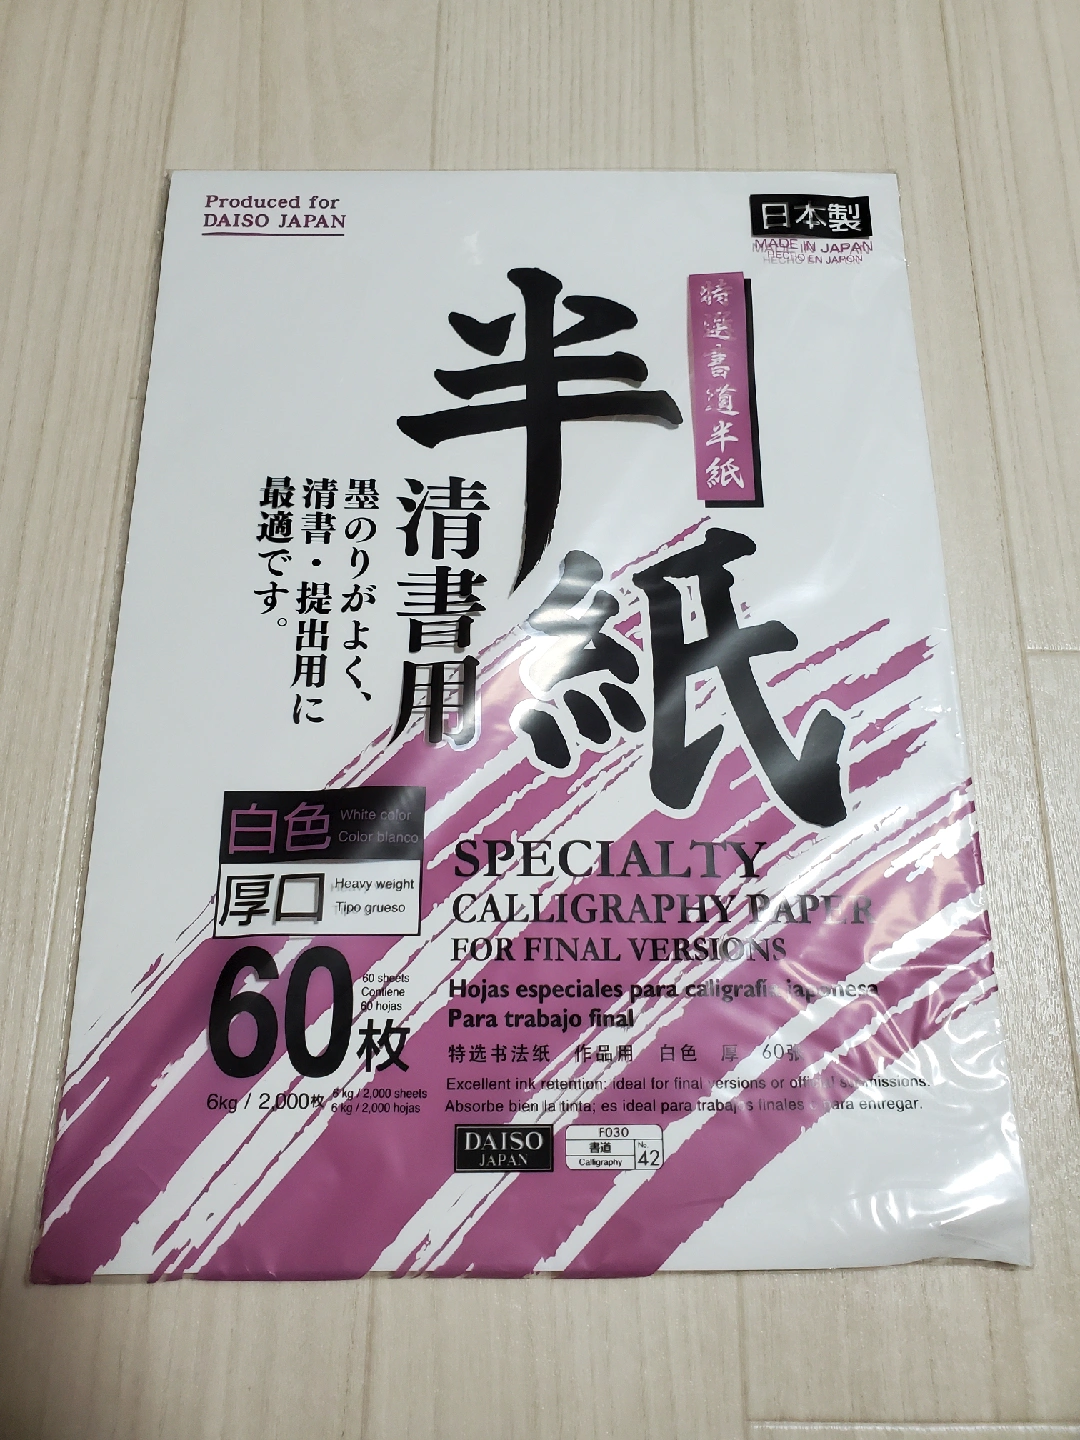 Produced for
DAISO JAPAN
日本製
MADE IN JAPAN
HECHO EN JAPÓN
特選書道半紙
半紙
清書用
墨のりがよく、
清書・提出用に
最適です。
白色
White color
Color blanco
厚口
Heavy weight
Tipo grueso
60枚
60 sheets
Contiene
60 hojas
6kg / 2,000枚
6 kg / 2,000 sheets
6 kg / 2,000 hojas
SPECIALTY
CALLIGRAPHY PAPER
FOR FINAL VERSIONS
Hojas especiales para caligrafía japonesa
Para trabajo final
特选书法纸 作品用 白色 厚 60张
Excellent ink retention; ideal for final versions or official submissions.
Absorbe bien la tinta; es ideal para trabajos finales o para entregar.
DAISO
JAPAN
F030
書道
Calligraphy
No.
42